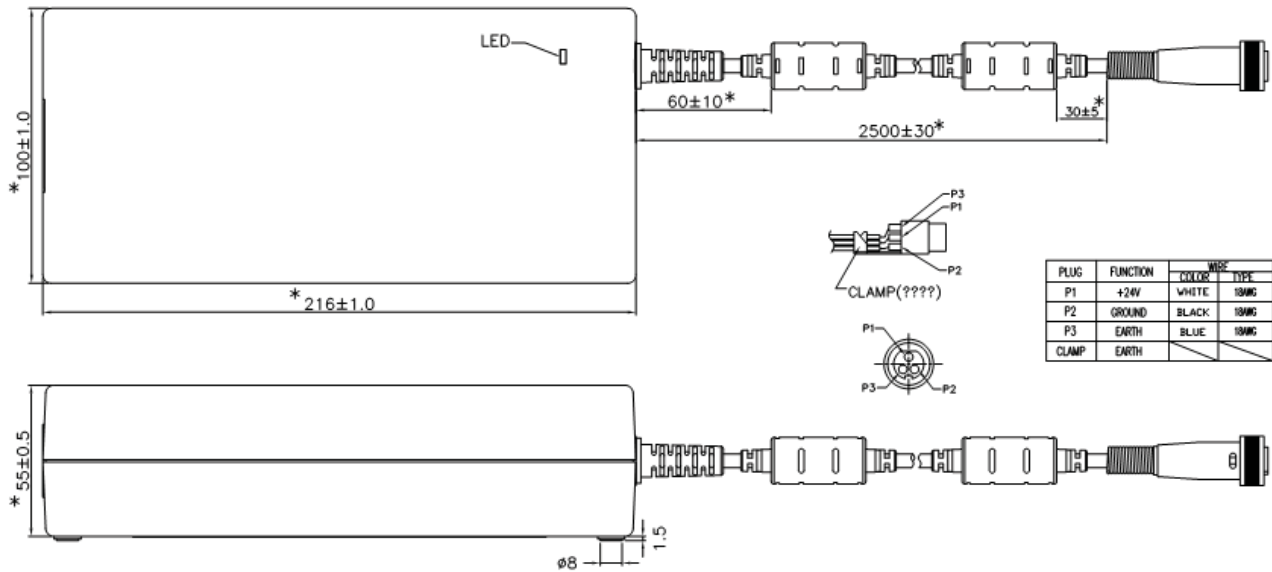 LED
60±10*
30±5*
2500±30*
*100±1.0
*216±1.0
P3
P1
P2
CLAMP(????)
P1
P3
P2
PLUG FUNCTION WIRE
COLOR TYPE
P1 +24V WHITE 18AWG
P2 GROUND BLACK 18AWG
P3 EARTH BLUE 18AWG
CLAMP EARTH
*55±0.5
1.5
ø8